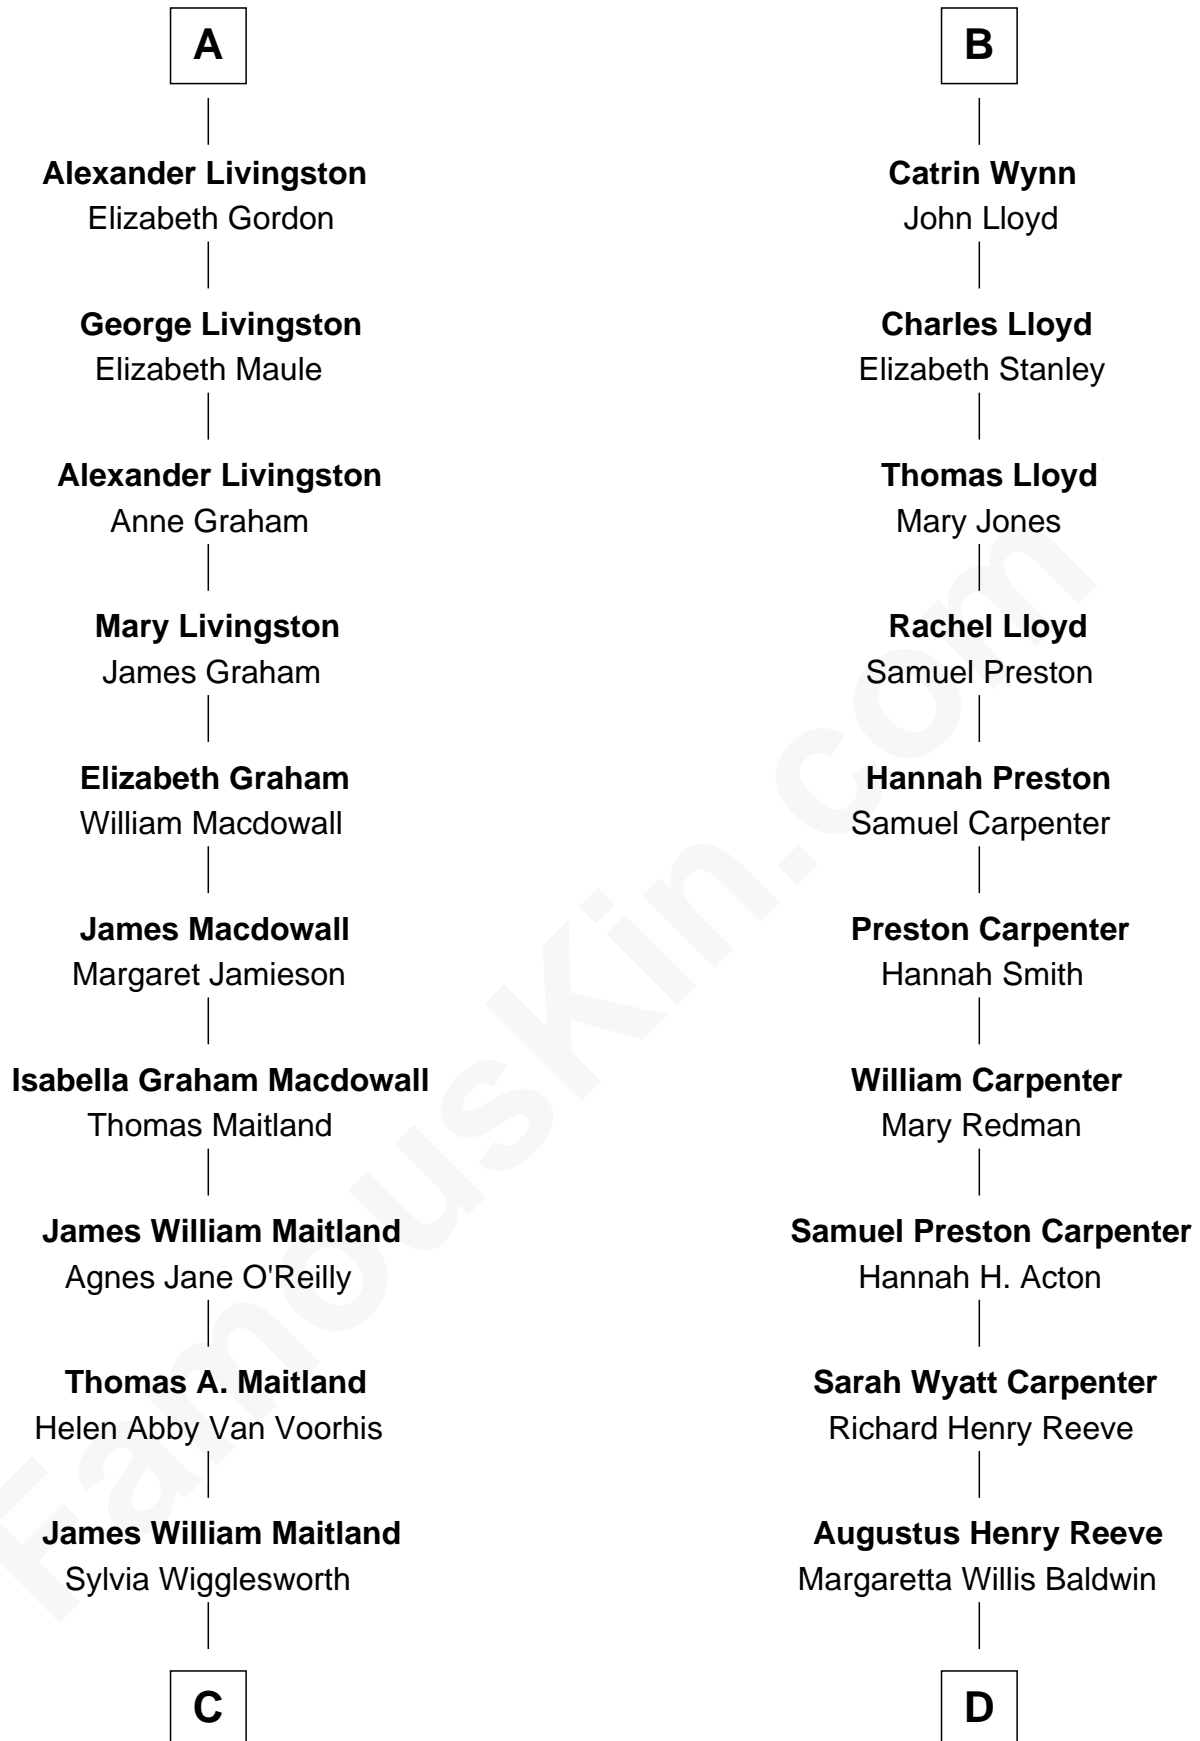 A
Alexander Livingston
Elizabeth Gordon
George Livingston
Elizabeth Maule
Alexander Livingston
Anne Graham
Mary Livingston
James Graham
Elizabeth Graham
William Macdowall
James Macdowall
Margaret Jamieson
Isabella Graham Macdowall
Thomas Maitland
James William Maitland
Agnes Jane O'Reilly
Thomas A. Maitland
Helen Abby Van Voorhis
James William Maitland
Sylvia Wigglesworth
C
B
Catrin Wynn
John Lloyd
Charles Lloyd
Elizabeth Stanley
Thomas Lloyd
Mary Jones
Rachel Lloyd
Samuel Preston
Hannah Preston
Samuel Carpenter
Preston Carpenter
Hannah Smith
William Carpenter
Mary Redman
Samuel Preston Carpenter
Hannah H. Acton
Sarah Wyatt Carpenter
Richard Henry Reeve
Augustus Henry Reeve
Margaretta Willis Baldwin
D
FamousKin.com